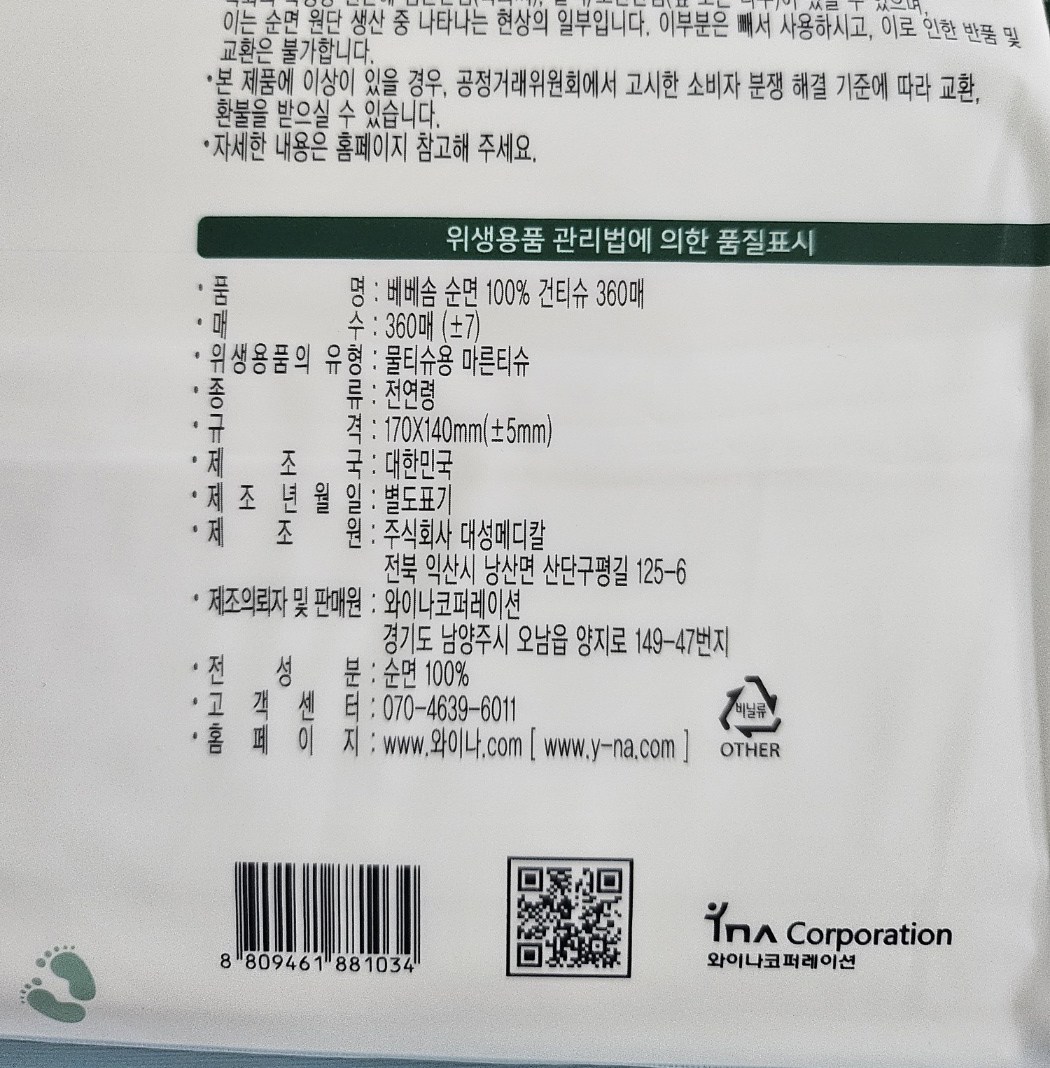 이는 순면 원단 생산 중 나타나는 현상의 일부입니다. 이부분은 빼서 사용하시고, 이로 인한 반품 및
교환은 불가합니다.
•본 제품에 이상이 있을 경우, 공정거래위원회에서 고시한 소비자 분쟁 해결 기준에 따라 교환,
환불을 받으실 수 있습니다.
•자세한 내용은 홈페이지 참고해 주세요.
위생용품 관리법에 의한 품질표시
•품 명 : 베베솜 순면 100% 건티슈 360매
•매 수 : 360매 (±7)
•위생용품의 유형 : 물티슈용 마른티슈
•종 류 : 전연령
•규 격 : 170X140mm(±5mm)
•제 조 국 : 대한민국
•제 조 년 월 일 : 별도표기
•제 조 원 : 주식회사 대성메디칼
전북 익산시 낭산면 산단구평길 125-6
•제조의뢰자 및 판매원 : 와이나코퍼레이션
경기도 남양주시 오남읍 양지로 149-47번지
•전 성 분 : 순면 100%
•고 객 센 터 : 070-4639-6011
•홈 페 이 지 : www.와이나.com [ www.y-na.com ]
비닐류
OTHER
8 809461 881034
yna Corporation
와이나코퍼레이션